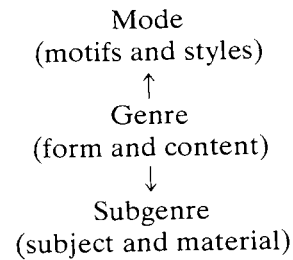 Mode
(motifs and styles)
↑
Genre
(form and content)
↓
Subgenre
(subject and material)